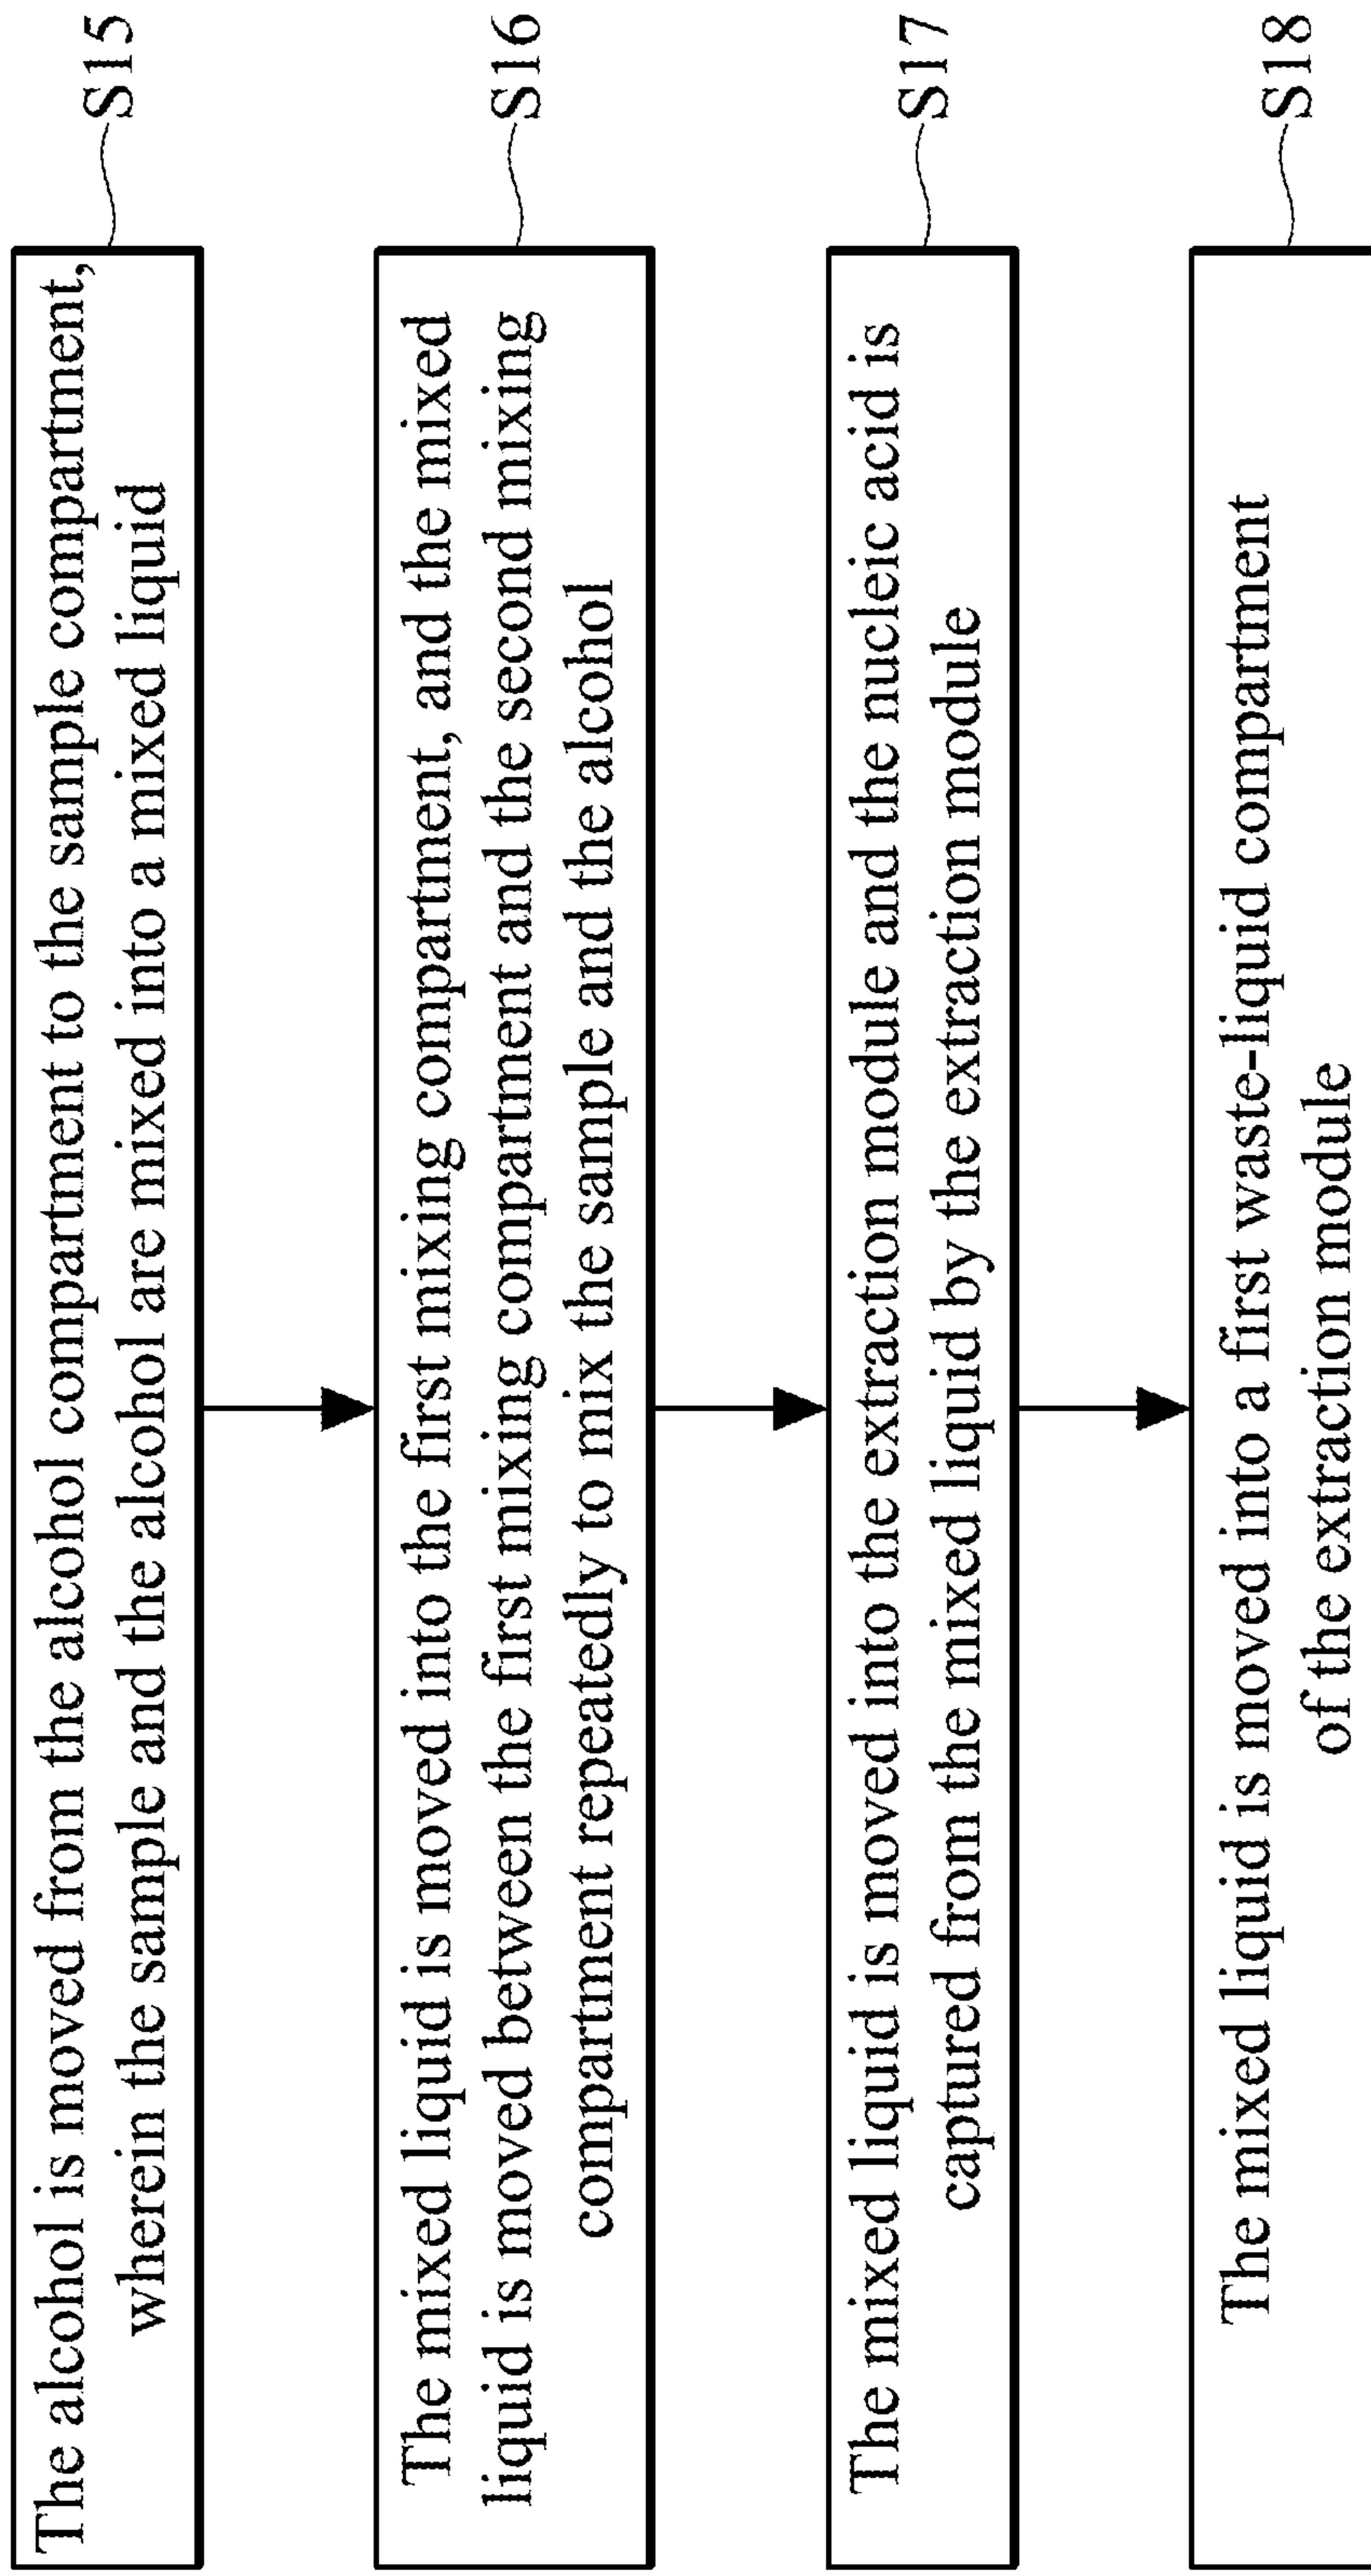 The alcohol is moved from the alcohol compartment to the sample compartment,
wherein the sample and the alcohol are mixed into a mixed liquid
S15
The mixed liquid is moved into the first mixing compartment, and the mixed
liquid is moved between the first mixing compartment and the second mixing
compartment repeatedly to mix the sample and the alcohol
S16
The mixed liquid is moved into the extraction module and the nucleic acid is
captured from the mixed liquid by the extraction module
S17
The mixed liquid is moved into a first waste-liquid compartment
of the extraction module
S18